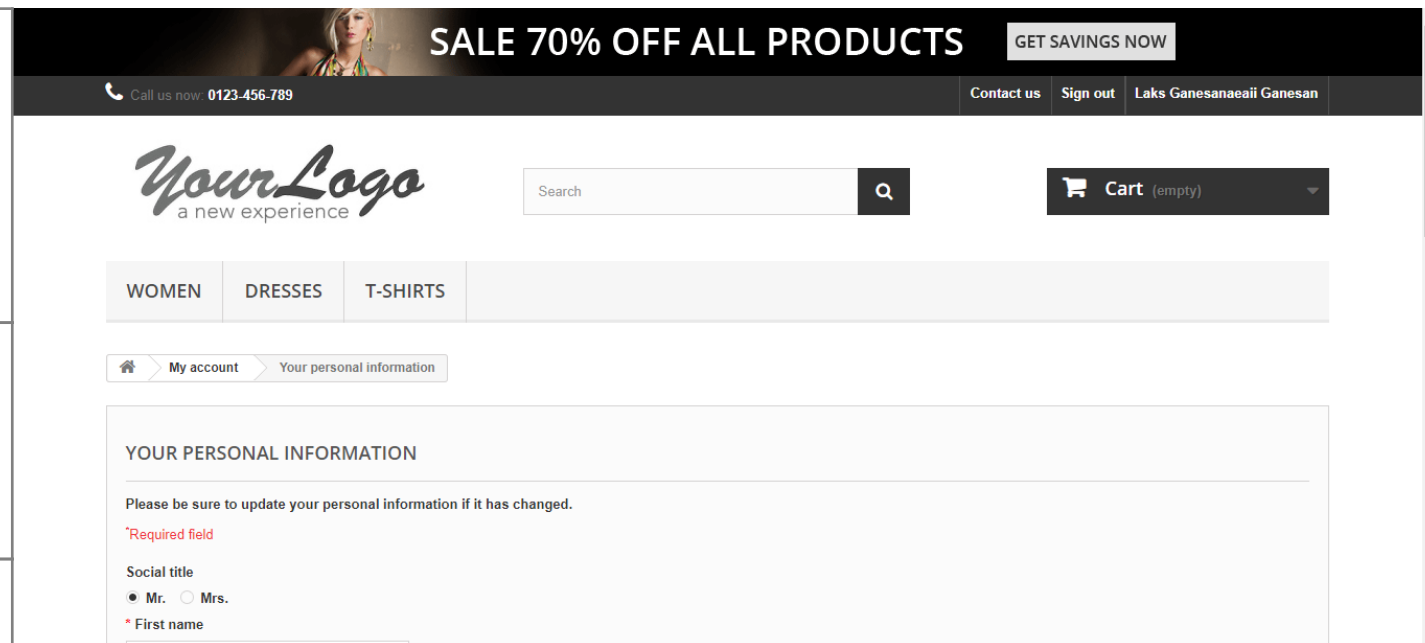 SALE 70% OFF ALL PRODUCTS GET SAVINGS NOW
Call us now: 0123-456-789 Contact us Sign out Laks Ganesanaeaii Ganesan
Your Logo
a new experience
Search
Cart (empty)
WOMEN DRESSES T-SHIRTS
My account Your personal information
YOUR PERSONAL INFORMATION
Please be sure to update your personal information if it has changed.
*Required field
Social title
Mr. Mrs.
* First name